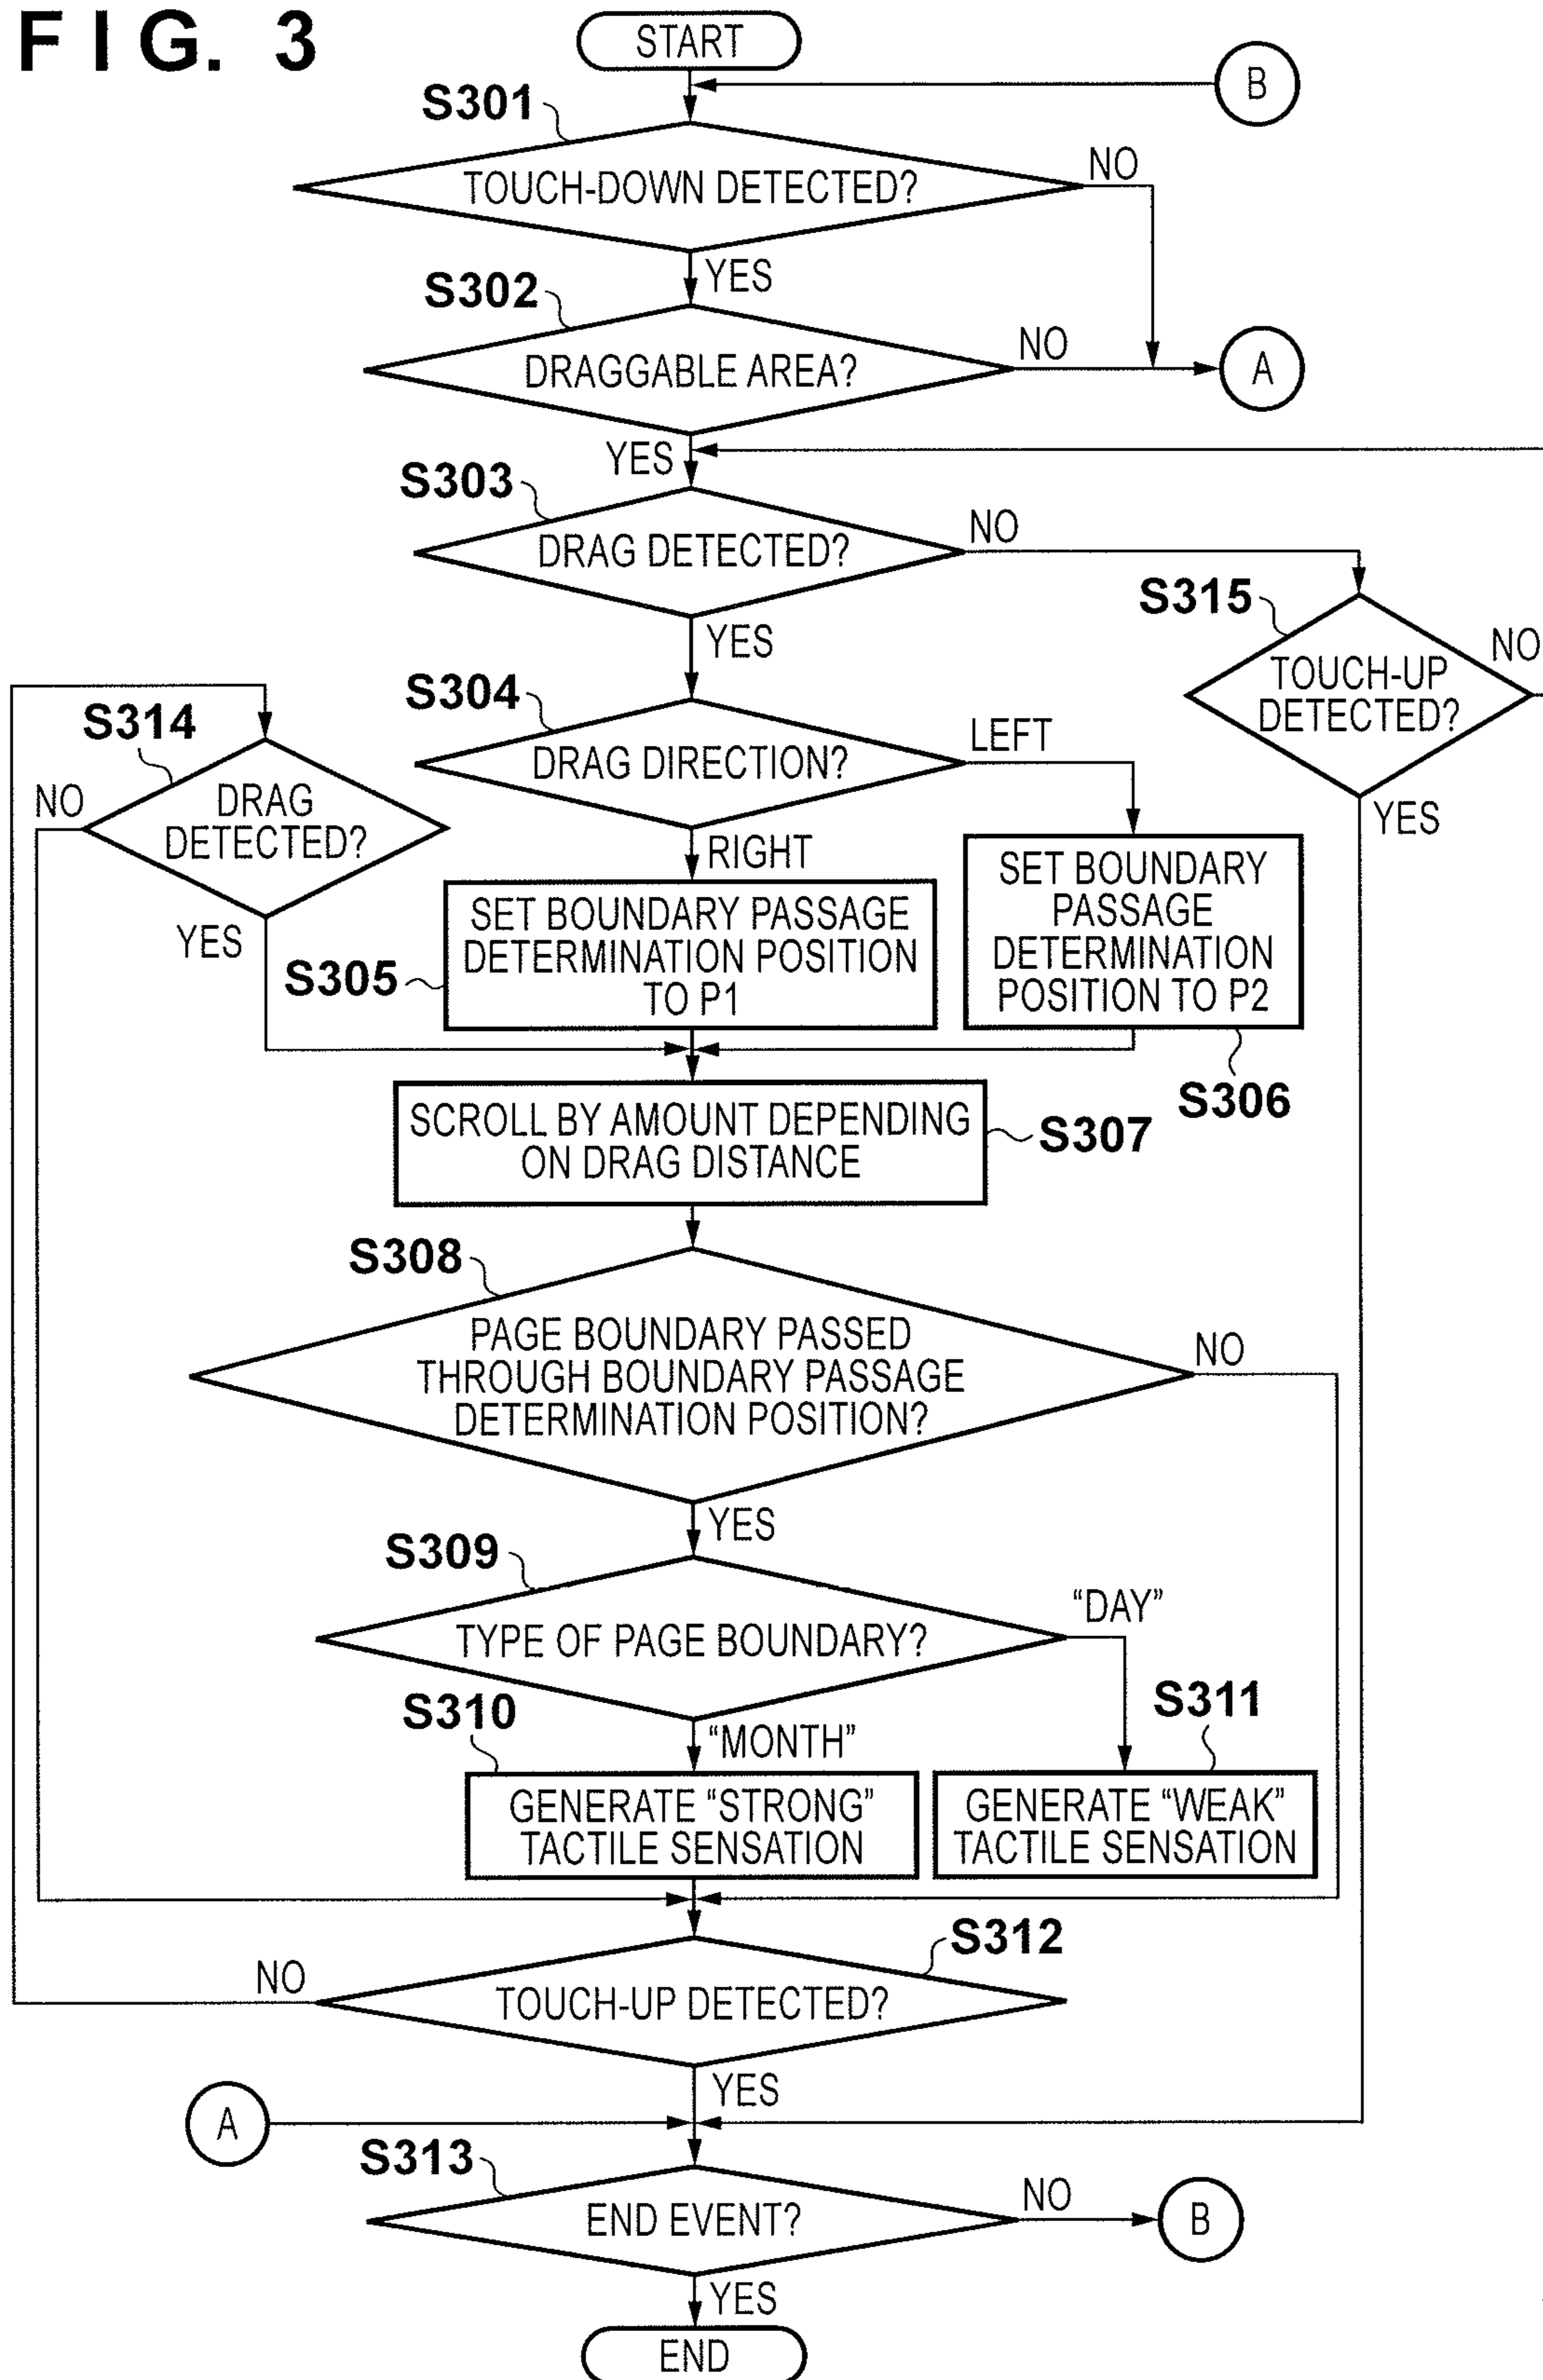 FIG. 3
START
B
S301
TOUCH-DOWN DETECTED?
NO
YES
S302
DRAGGABLE AREA?
NO
A
YES
S303
DRAG DETECTED?
NO
YES
S315
TOUCH-UP
DETECTED?
NO
YES
S304
DRAG DIRECTION?
LEFT
RIGHT
S314
DRAG
DETECTED?
NO
YES
S305
SET BOUNDARY PASSAGE
DETERMINATION POSITION
TO P1
SET BOUNDARY
PASSAGE
DETERMINATION
POSITION TO P2
S306
SCROLL BY AMOUNT DEPENDING
ON DRAG DISTANCE
S307
S308
PAGE BOUNDARY PASSED
THROUGH BOUNDARY PASSAGE
DETERMINATION POSITION?
NO
YES
S309
TYPE OF PAGE BOUNDARY?
“DAY”
“MONTH”
S310
GENERATE “STRONG”
TACTILE SENSATION
S311
GENERATE “WEAK”
TACTILE SENSATION
S312
TOUCH-UP DETECTED?
NO
YES
A
S313
END EVENT?
NO
B
YES
END